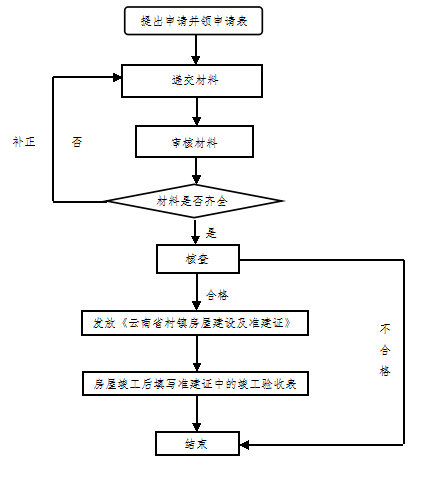 提出申请并领申请表
递交材料
补正
否
审核材料
材料是否齐全
是
核查
合格
发放《云南省村镇房屋建设及准建证》
不合格
房屋竣工后填写准建证中的竣工验收表
结束